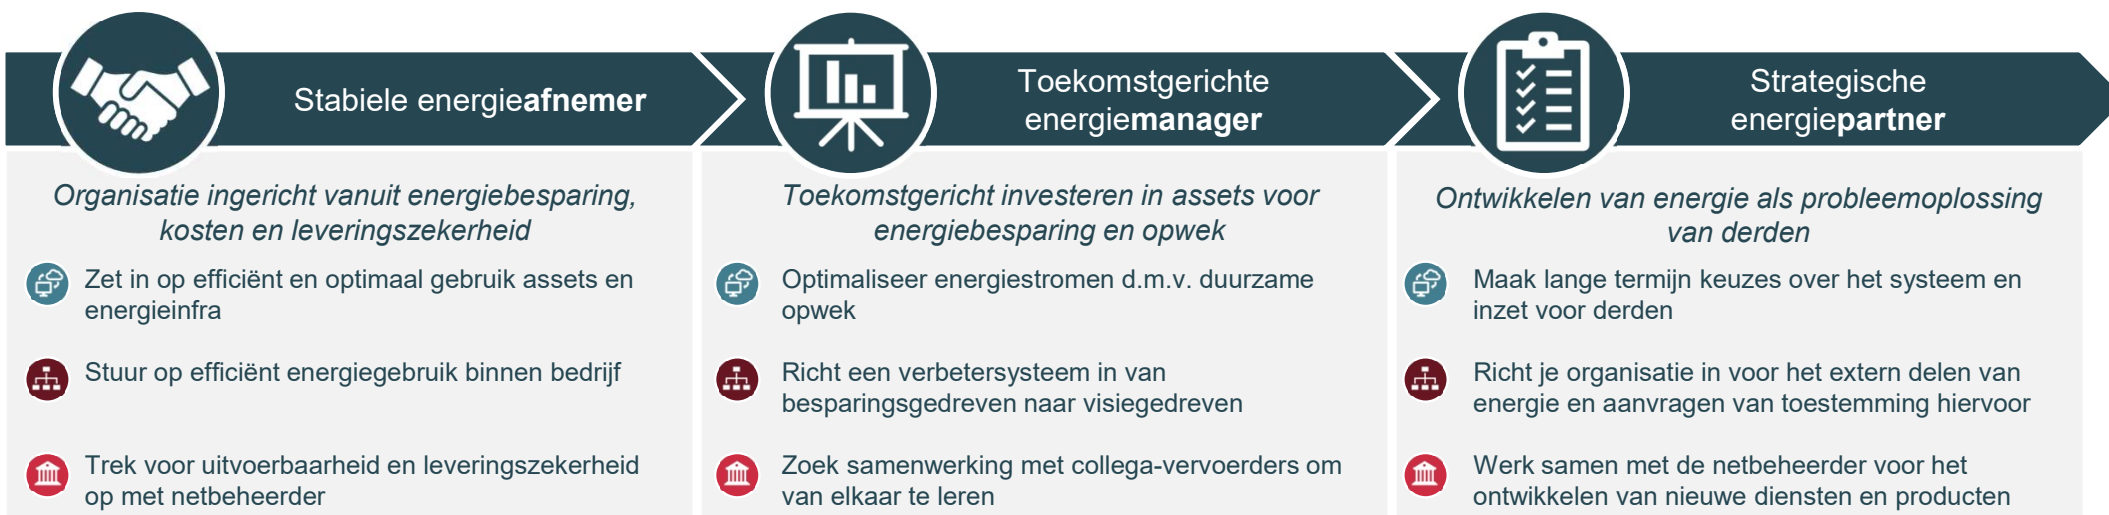 Stabiele energieafnemer
Organisatie ingericht vanuit energiebesparing,
kosten en leveringszekerheid
Zet in op efficiënt en optimaal gebruik assets en
energieinfra
Stuur op efficiënt energiegebruik binnen bedrijf
Trek voor uitvoerbaarheid en leveringszekerheid
op met netbeheerder
Toekomstgerichte
energiemanager
Toekomstgericht investeren in assets voor
energiebesparing en opwek
Optimaliseer energiestromen d.m.v. duurzame
opwek
Richt een verbetersysteem in van
besparingsgedreven naar visiegedreven
Zoek samenwerking met collega-vervoerders om
van elkaar te leren
Strategische
energiepartner
Ontwikkelen van energie als probleemoplossing
van derden
Maak lange termijn keuzes over het systeem en
inzet voor derden
Richt je organisatie in voor het extern delen van
energie en aanvragen van toestemming hiervoor
Werk samen met de netbeheerder voor het
ontwikkelen van nieuwe diensten en producten